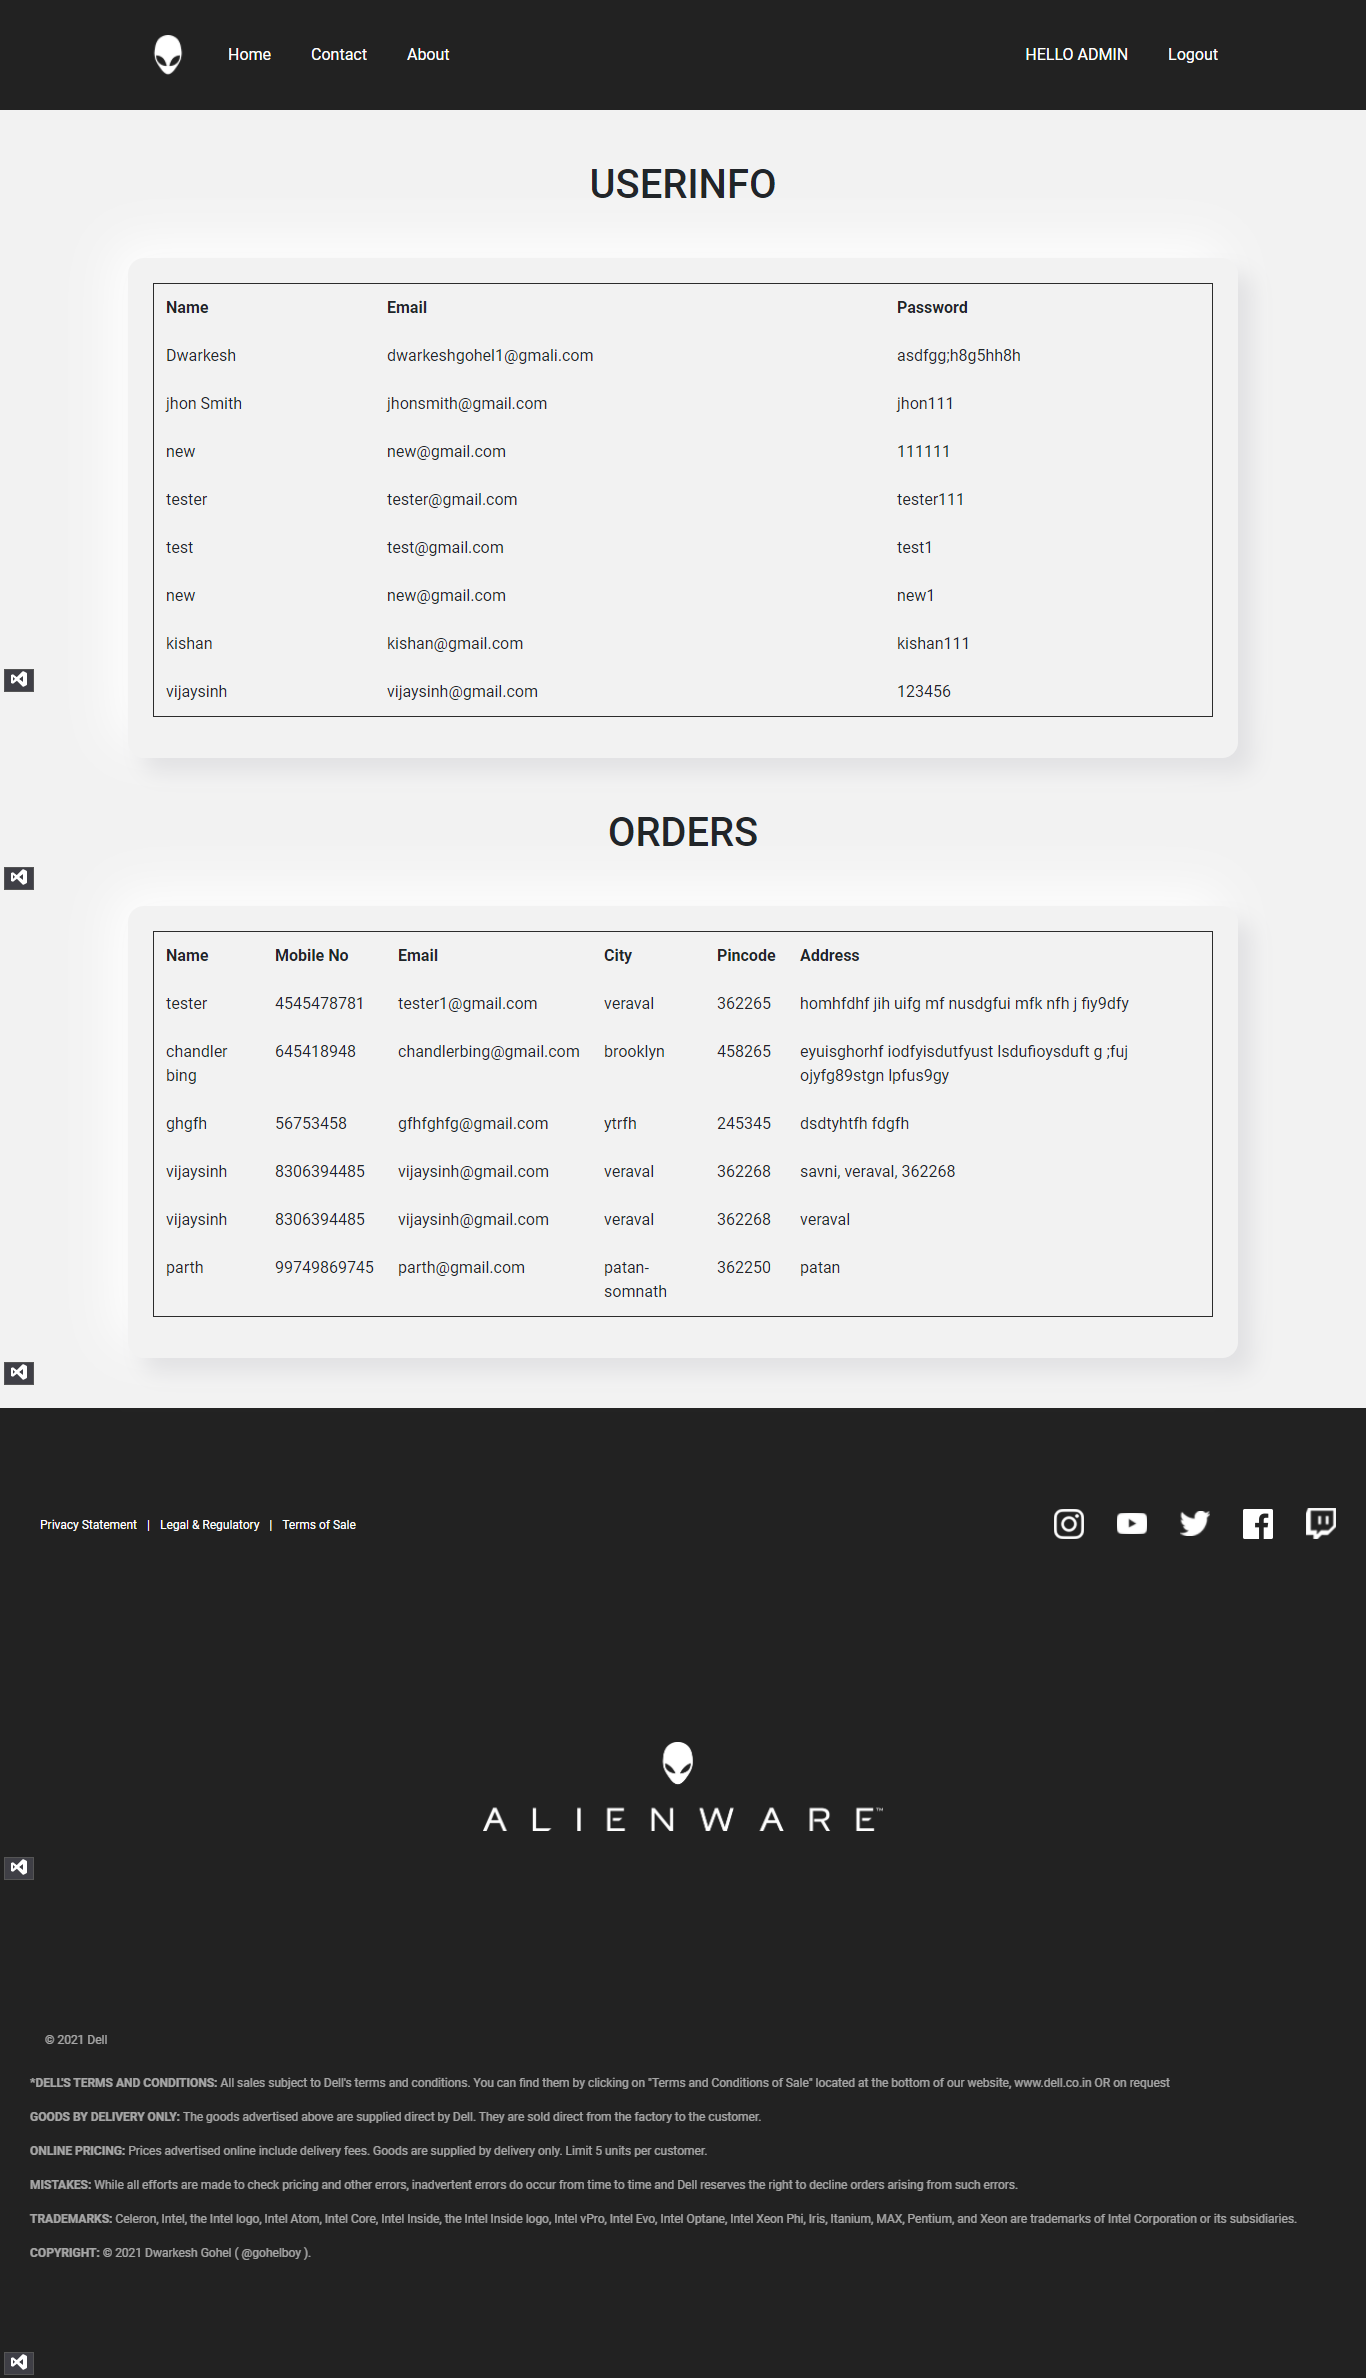 Home Contact About HELLO ADMIN Logout
USERINFO
Name Email Password
Dwarkesh dwarkeshgohel1@gmali.com asdfgg;h8g5hh8h
jhon Smith jhonsmith@gmail.com jhon111
new new@gmail.com 111111
tester tester@gmail.com tester111
test test@gmail.com test1
new new@gmail.com new1
kishan kishan@gmail.com kishan111
vijaysinh vijaysinh@gmail.com 123456
ORDERS
Name Mobile No Email City Pincode Address
tester 4545478781 tester1@gmail.com veraval 362265 homhfdhf jih uifg mf nusdgfui mfk nfh j fiy9dfy
chandler 645418948 chandlerbing@gmail.com brooklyn 458265 eyuisghorhf iodfyisdutfyust lsdufioysduft g ;fuj
bing ojyfg89stgn lpfus9gy
ghgfh 56753458 gfhfghfg@gmail.com ytrfh 245345 dsdtyhtfh fdgfh
vijaysinh 8306394485 vijaysinh@gmail.com veraval 362268 savni, veraval, 362268
vijaysinh 8306394485 vijaysinh@gmail.com veraval 362268 veraval
parth 99749869745 parth@gmail.com patan- 362250 patan
somnath
Privacy Statement | Legal & Regulatory | Terms of Sale
ALIENWARE™
© 2021 Dell
*DELL'S TERMS AND CONDITIONS: All sales subject to Dell's terms and conditions. You can find them by clicking on "Terms and Conditions of Sale" located at the bottom of our website, www.dell.co.in OR on request
GOODS BY DELIVERY ONLY: The goods advertised above are supplied direct by Dell. They are sold direct from the factory to the customer.
ONLINE PRICING: Prices advertised online include delivery fees. Goods are supplied by delivery only. Limit 5 units per customer.
MISTAKES: While all efforts are made to check pricing and other errors, inadvertent errors do occur from time to time and Dell reserves the right to decline orders arising from such errors.
TRADEMARKS: Celeron, Intel, the Intel logo, Intel Atom, Intel Core, Intel Inside, the Intel Inside logo, Intel vPro, Intel Evo, Intel Optane, Intel Xeon Phi, Iris, Itanium, MAX, Pentium, and Xeon are trademarks of Intel Corporation or its subsidiaries.
COPYRIGHT: © 2021 Dwarkesh Gohel ( @gohelboy ).